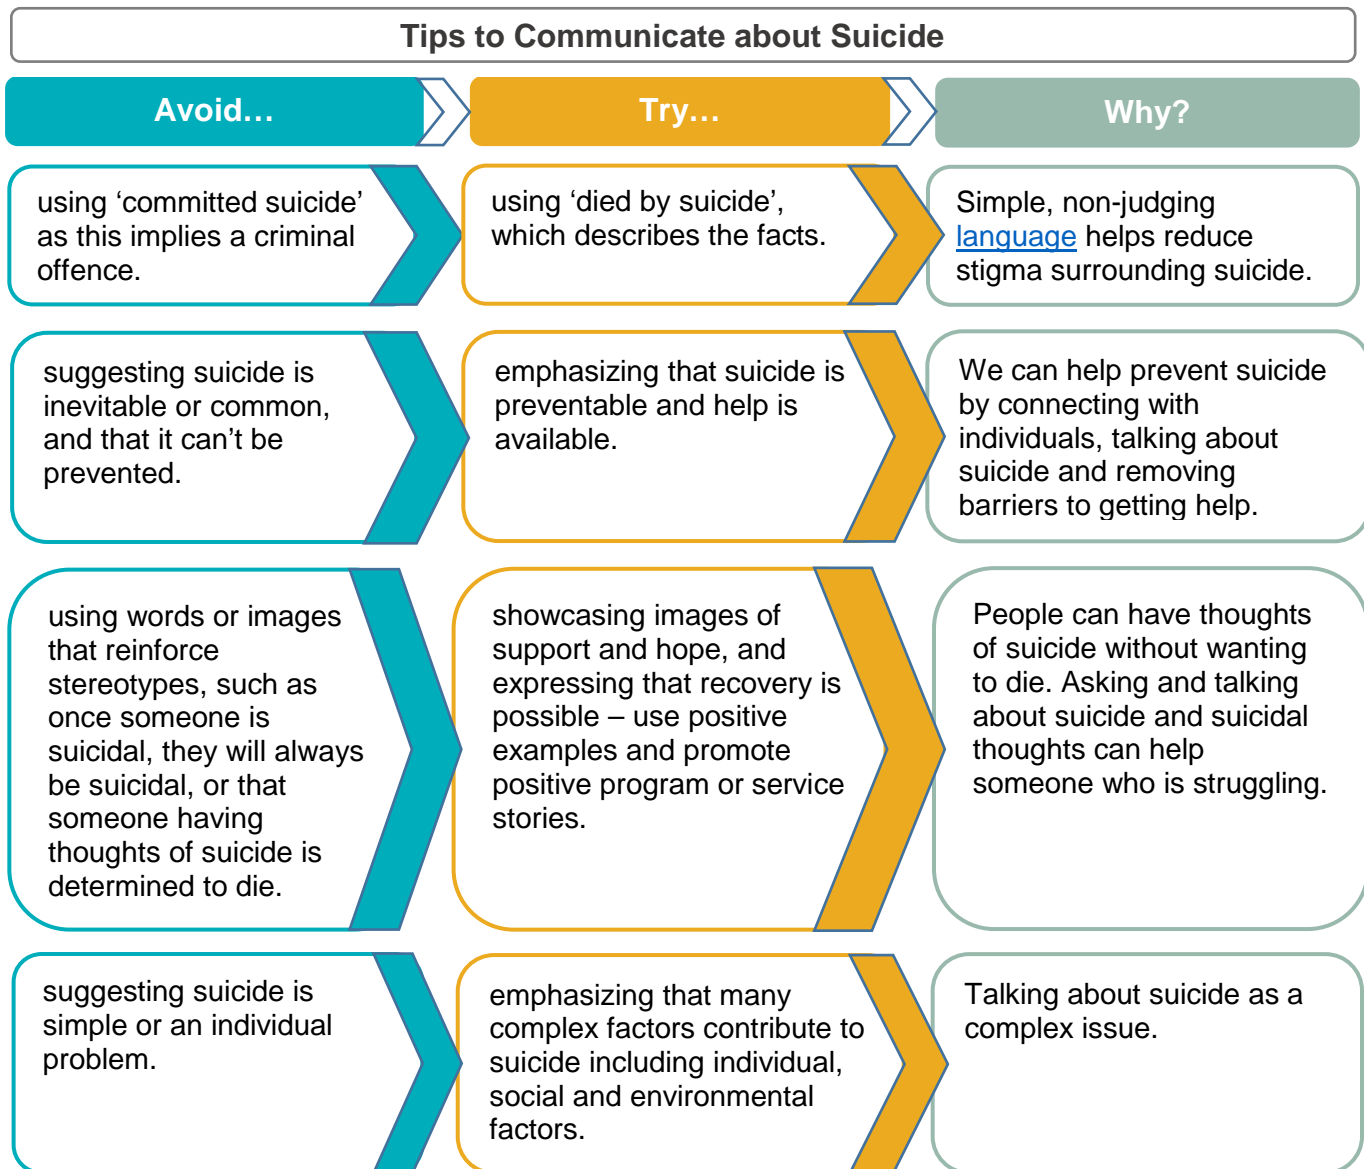 Tips to Communicate about Suicide
Avoid…
Try…
Why?
using ‘committed suicide’
as this implies a criminal
offence.
using ‘died by suicide’,
which describes the facts.
Simple, non-judging
language helps reduce
stigma surrounding suicide.
suggesting suicide is
inevitable or common,
and that it can’t be
prevented.
emphasizing that suicide is
preventable and help is
available.
We can help prevent suicide
by connecting with
individuals, talking about
suicide and removing
barriers to getting help.
using words or images
that reinforce
stereotypes, such as
once someone is
suicidal, they will always
be suicidal, or that
someone having
thoughts of suicide is
determined to die.
showcasing images of
support and hope, and
expressing that recovery is
possible – use positive
examples and promote
positive program or service
stories.
People can have thoughts
of suicide without wanting
to die. Asking and talking
about suicide and suicidal
thoughts can help
someone who is struggling.
suggesting suicide is
simple or an individual
problem.
emphasizing that many
complex factors contribute to
suicide including individual,
social and environmental
factors.
Talking about suicide as a
complex issue.